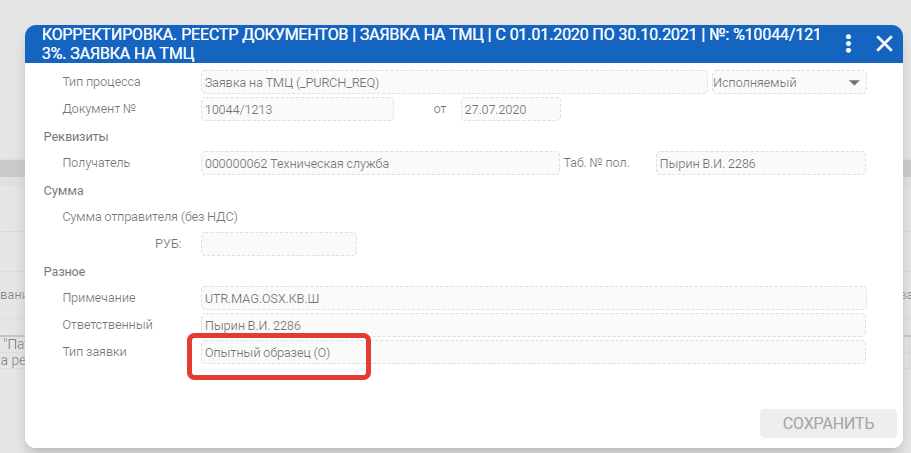 КОРРЕКТИРОВКА. РЕЕСТР ДОКУМЕНТОВ | ЗАЯВКА НА ТМЦ | С 01.01.2020 ПО 30.10.2021 | №: %10044/121
3%. ЗАЯВКА НА ТМЦ
Тип процесса Заявка на ТМЦ (_PURCH_REQ) Исполняемый
Документ № 10044/1213 от 27.07.2020
Реквизиты
Получатель 000000062 Техническая служба Таб. № пол. Пырин В.И. 2286
Сумма
Сумма отправителя (без НДС)
РУБ:
Разное
Примечание UTR.MAG.OSX.КВ.Ш
Ответственный Пырин В.И. 2286
Тип заявки Опытный образец (О)
СОХРАНИТЬ